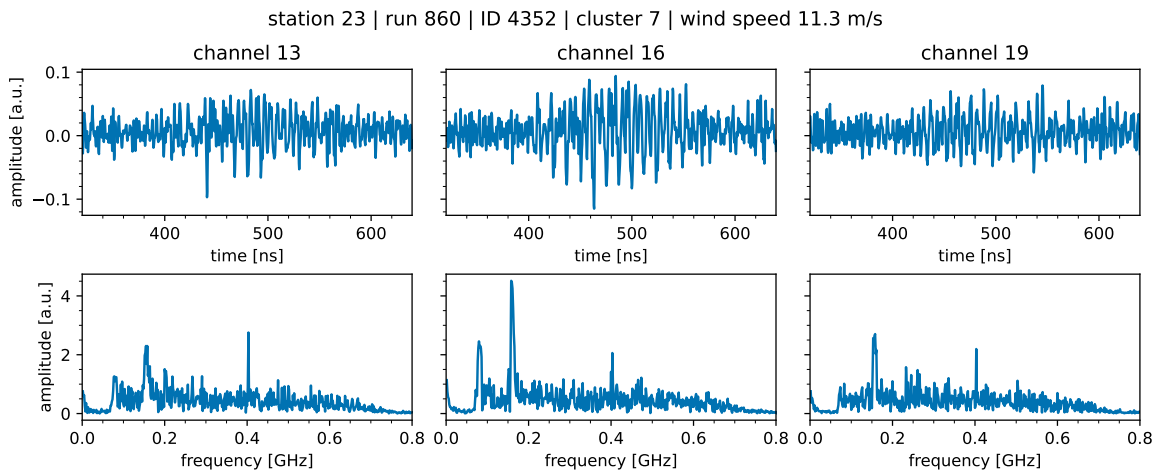 station 23 | run 860 | ID 4352 | cluster 7 | wind speed 11.3 m/s
channel 13 channel 16 channel 19
0.1
0.0
−0.1
amplitude [a.u.]
400 500 600 400 500 600 400 500 600
time [ns] time [ns] time [ns]
4
2
0
amplitude [a.u.]
0.0 0.2 0.4 0.6 0.8 0.0 0.2 0.4 0.6 0.8 0.0 0.2 0.4 0.6 0.8
frequency [GHz] frequency [GHz] frequency [GHz]